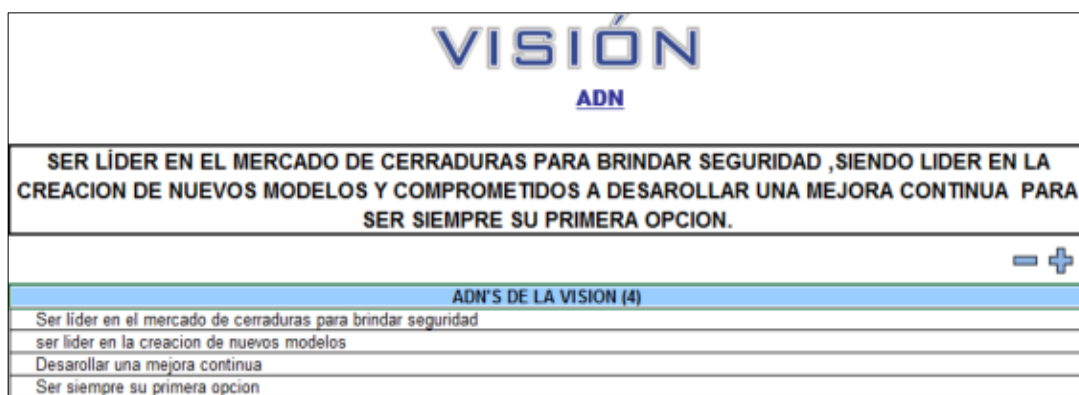 VISIÓN
ADN
SER LÍDER EN EL MERCADO DE CERRADURAS PARA BRINDAR SEGURIDAD ,SIENDO LIDER EN LA
CREACION DE NUEVOS MODELOS Y COMPROMETIDOS A DESAROLLAR UNA MEJORA CONTINUA PARA
SER SIEMPRE SU PRIMERA OPCION.
ADN'S DE LA VISION (4)
Ser líder en el mercado de cerraduras para brindar seguridad
ser lider en la creacion de nuevos modelos
Desarollar una mejora continua
Ser siempre su primera opcion